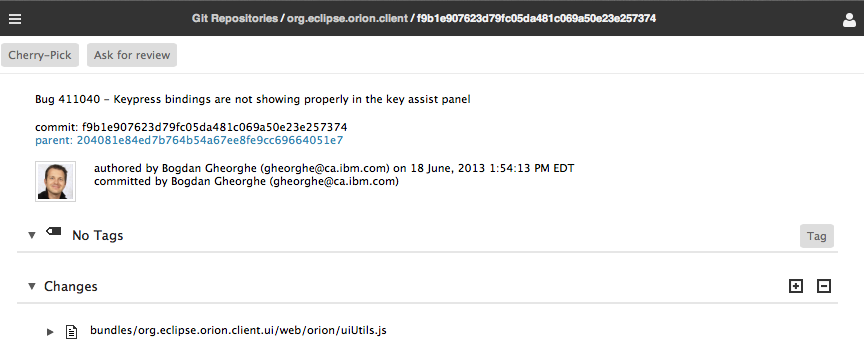 Git Repositories / org.eclipse.orion.client / f9b1e907623d79fc05da481c069a50e23e257374
Cherry-Pick Ask for review
Bug 411040 - Keypress bindings are not showing properly in the key assist panel
commit: f9b1e907623d79fc05da481c069a50e23e257374
parent: 204081e84ed7b764b54a67ee8fe9cc69664051e7
authored by Bogdan Gheorghe (gheorghe@ca.ibm.com) on 18 June, 2013 1:54:13 PM EDT
committed by Bogdan Gheorghe (gheorghe@ca.ibm.com)
No Tags Tag
Changes
bundles/org.eclipse.orion.client.ui/web/orion/uiUtils.js